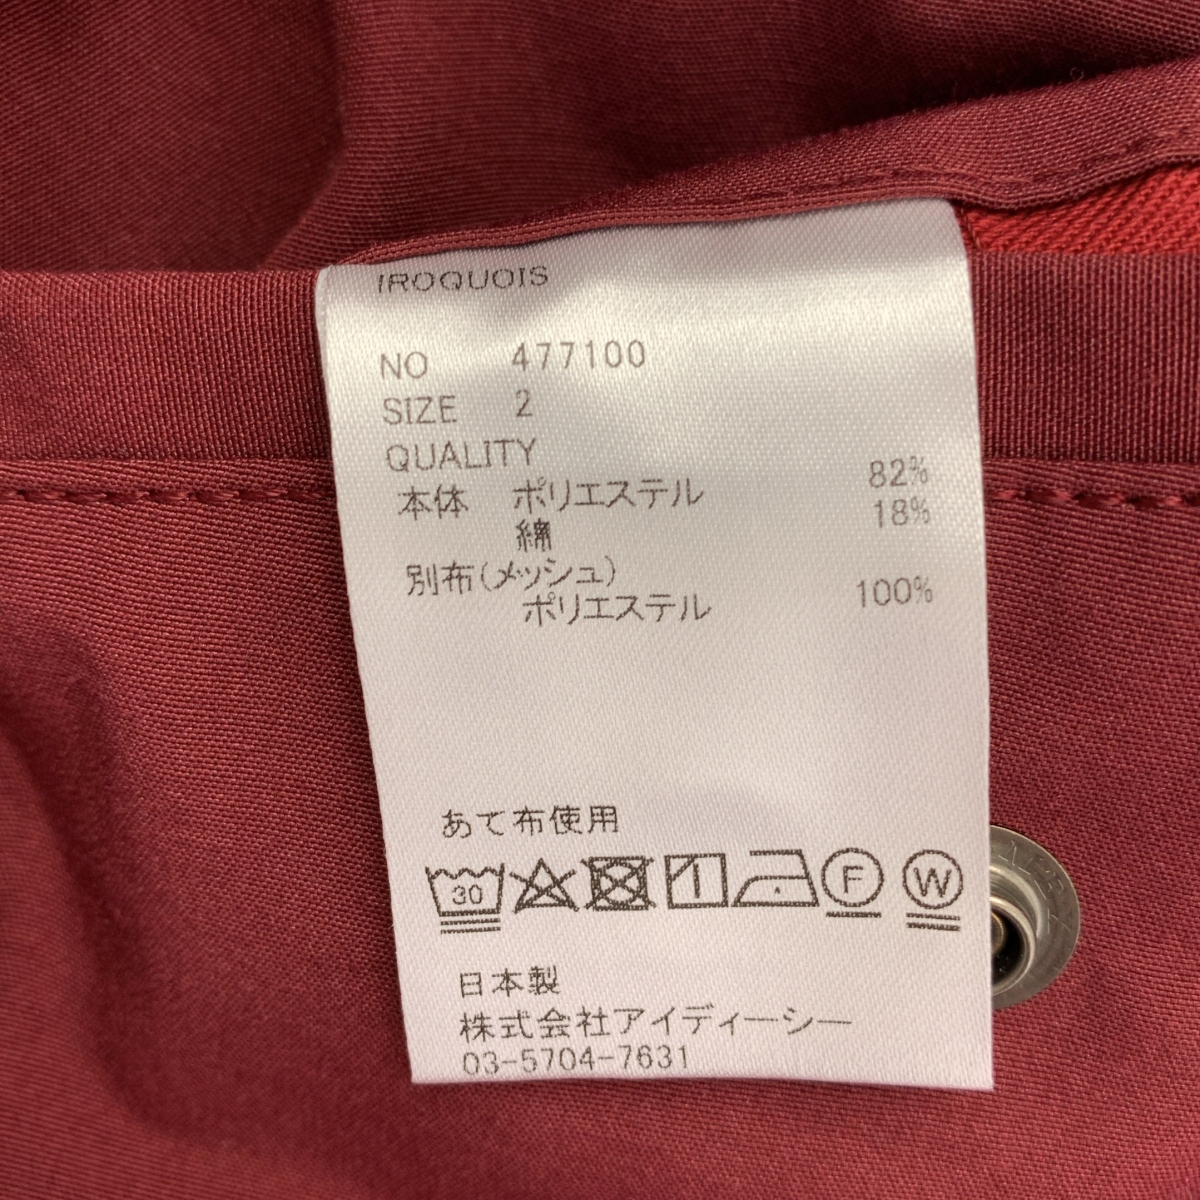 IROQUOIS
NO 477100
SIZE 2
QUALITY
本体 ポリエステル 82%
綿 18%
別布(メッシュ)
ポリエステル 100%
あて布使用
30 F W
日本製
株式会社アイディーシー
03-5704-7631